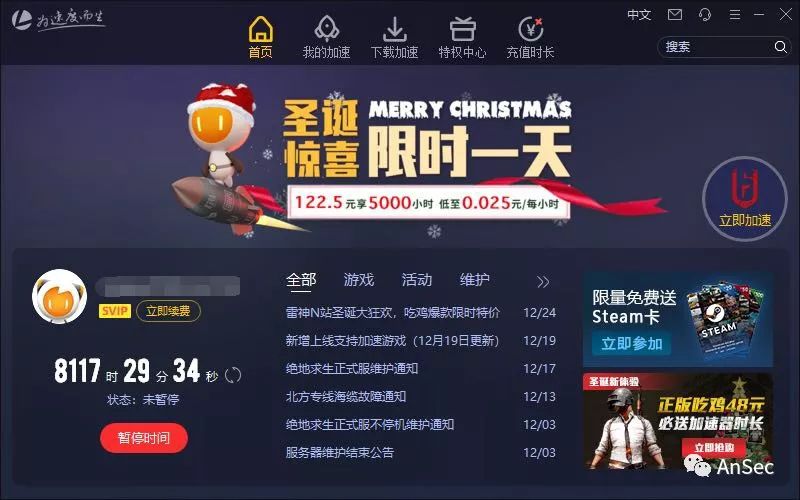 为速度而生
首页
我的加速
下载加速
特权中心
充值时长
中文
搜索
圣诞
惊喜
MERRY CHRISTMAS
限时一天
122.5元享5000小时 低至0.025元/每小时
立即加速
SVIP
立即续费
8117时29分34秒
状态：未暂停
暂停时间
全部 游戏 活动 维护
雷神N站圣诞大狂欢，吃鸡爆款限时特价 12/24
新增上线支持加速游戏（12月19日更新） 12/19
绝地求生正式服维护通知 12/17
北方专线海缆故障通知 12/13
绝地求生正式服不停机维护通知 12/03
服务器维护结束公告 12/03
限量免费送
Steam卡
立即参加
STEAM
圣诞新体验
正版吃鸡48元
必送加速器时长
立即抢购
AnSec